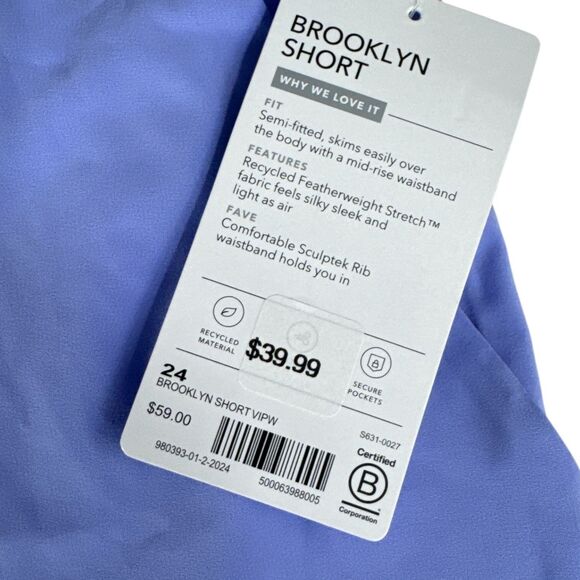 BROOKLYN
SHORT
WHY WE LOVE IT
FIT
Semi-fitted, skims easily over
the body with a mid-rise waistband
FEATURES
Recycled Featherweight Stretch™
fabric feels silky sleek and
light as air
FAVE
Comfortable Sculptek Rib
waistband holds you in
RECYCLED
MATERIAL
$39.99
SECURE
POCKETS
24
BROOKLYN SHORT VIPW
$59.00
S631-0027
980393-01-2-2024
500063988005
Certified
B
Corporation